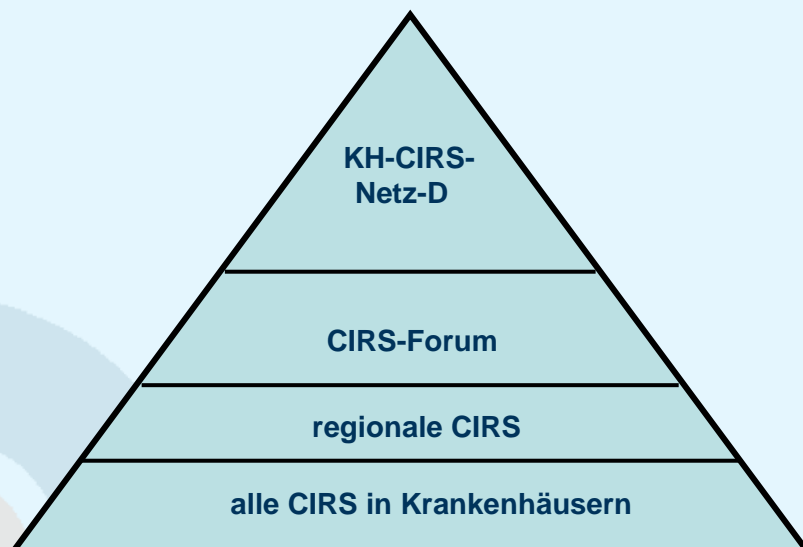 KH-CIRS-
Netz-D
CIRS-Forum
regionale CIRS
alle CIRS in Krankenhäusern